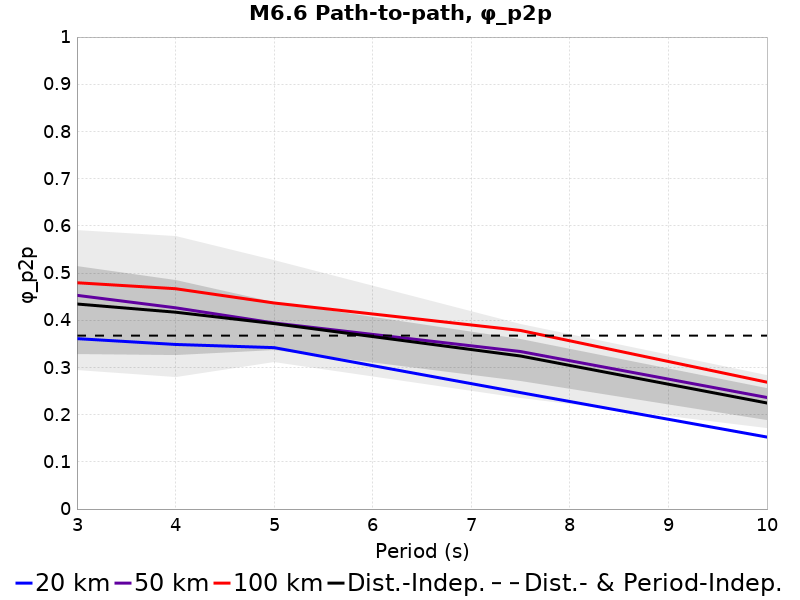 M6.6 Path-to-path, φ_p2p
1
0.9
0.8
0.7
0.6
0.5
0.4
0.3
0.2
0.1
0
φ_p2p
3 4 5 6 7 8 9 10
Period (s)
20 km 50 km 100 km Dist.-Indep. Dist.- & Period-Indep.